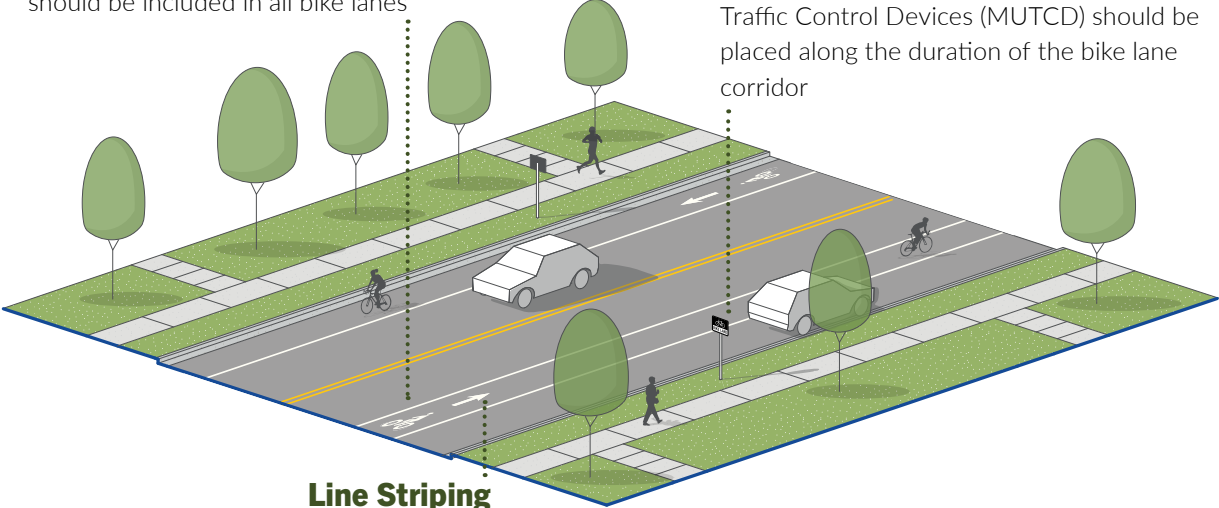 should be included in all bike lanes
Traffic Control Devices (MUTCD) should be
placed along the duration of the bike lane
corridor
Line Striping